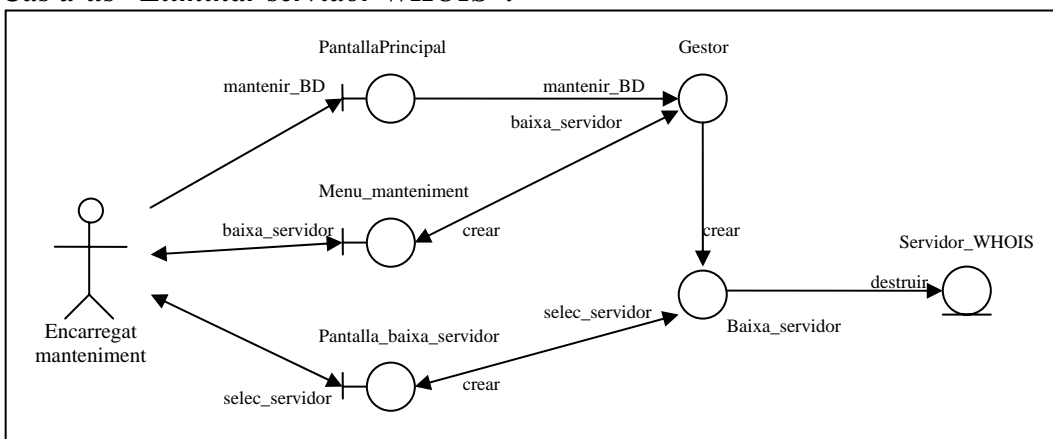 Cas d'ús "Eliminar servidor WHOIS".
PantallaPrincipal
Gestor
mantenir_BD
mantenir_BD
baixa_servidor
Menu_manteniment
baixa_servidor
crear
crear
Servidor_WHOIS
destruir
selec_servidor
Baixa_servidor
Encarregat
manteniment
Pantalla_baixa_servidor
crear
selec_servidor